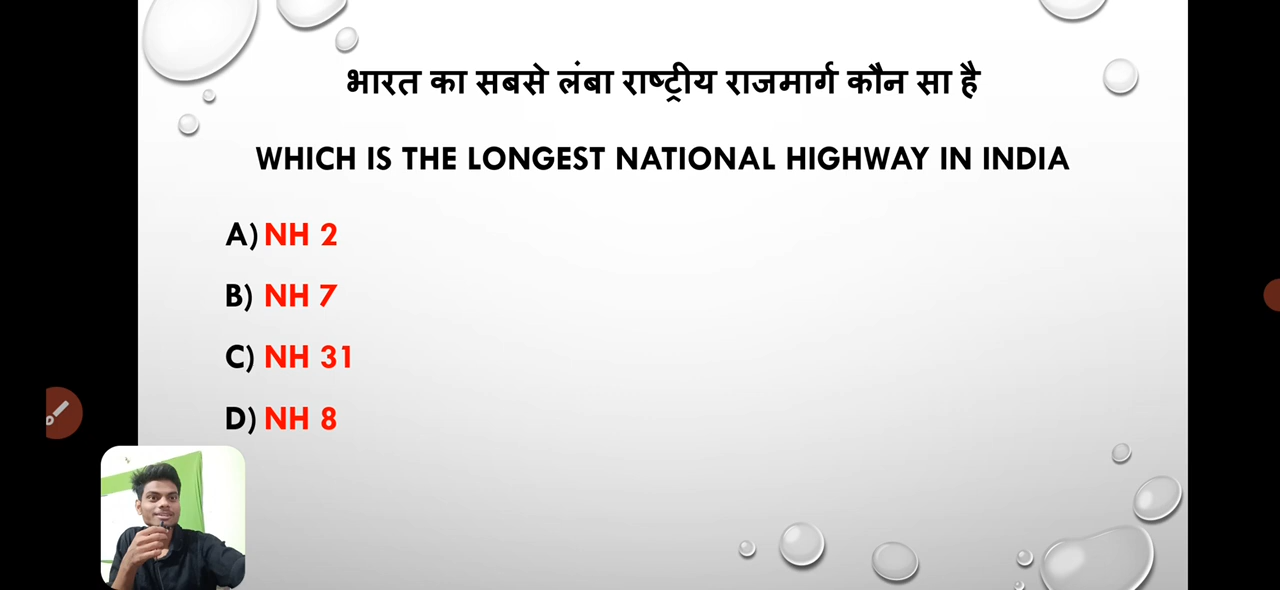 भारत का सबसे लंबा राष्ट्रीय राजमार्ग कौन सा है
WHICH IS THE LONGEST NATIONAL HIGHWAY IN INDIA
A) NH 2
B) NH 7
C) NH 31
D) NH 8